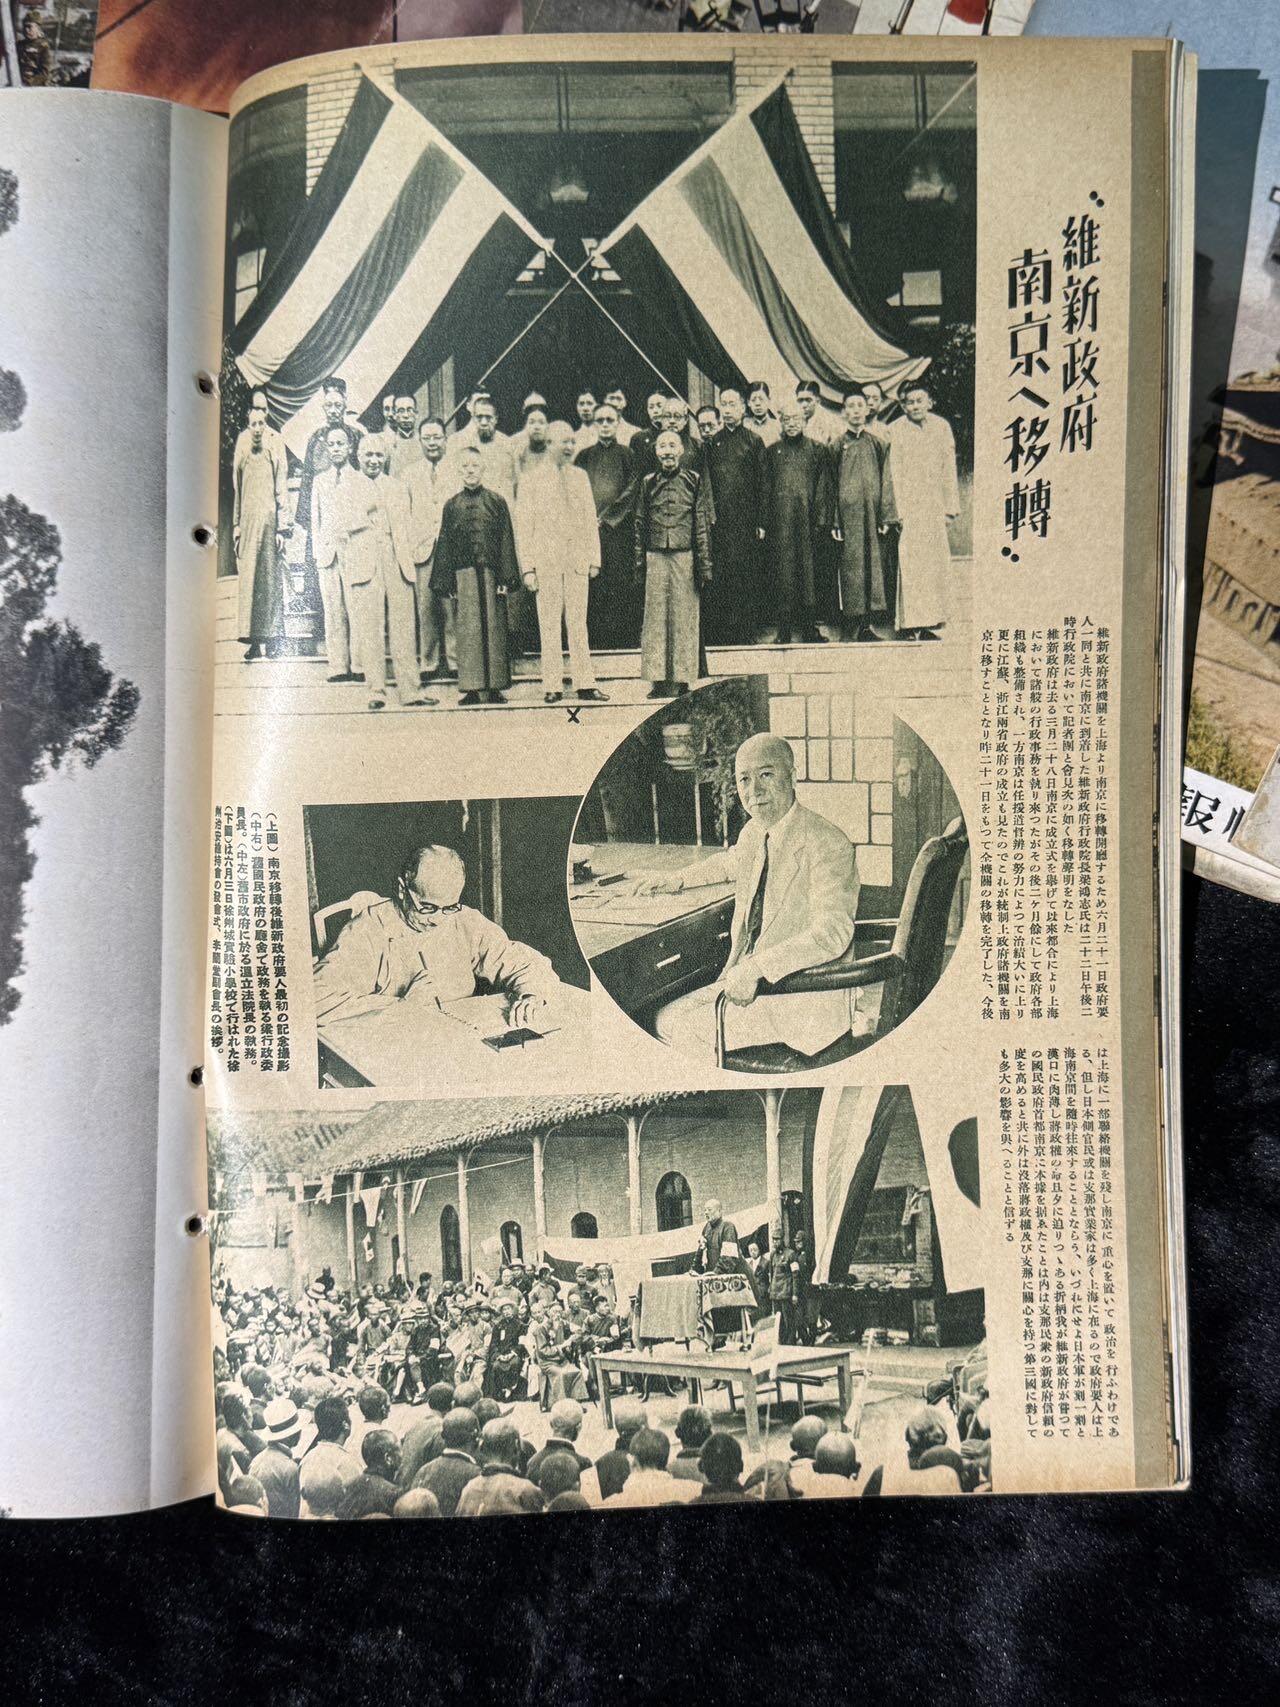 "維新政府
南京へ移轉"
維新政府諸機關を上海より南京に移轉開廳するため六月二十一日政府要
人一同と共に南京に到着した維新政府行政院長梁鴻志氏は二十二日午後二
時行政院において記者團と會見次の如く移轉聲明をなした
維新政府は去る三月二十八日南京に成立式を擧げて以來都合により上海
において諸般の行政事務を執り來つたがその後二ケ月餘にして政府各部
組織も整備され、一方南京は任援道督辨の努力によつて治績大いに上り
更に江蘇、浙江兩省政府の成立も見たのでこれが統制上政府諸機關を南
京に移すこととなり昨二十一日をもつて全機關の移轉を完了した、今後
は上海に一部聯絡機關を殘し南京に重心を置いて政治を行ふわけであ
る、但し日本側官民或は支那實業家は多く上海に在るので政府要人は上
海南京間を隨時往來することとならう、いづれにせよ日本軍が刻一刻と
漢口に肉薄し蔣政權の命旦夕に迫りつゝある折柄我が維新政府が嘗つて
の國民政府首都南京に本據を据ゑたことは內は支那民衆の新政府信賴の
度を高めると共に外は沒落蔣政權及び支那に關心を持つ第三國に對して
も多大の影響を與へることと信ずる
×
(上圖)南京移轉後維新政府要人最初の記念撮影
(中右)舊國民政府の廳舍で政務を執る梁行政委
員長。(中左)舊市政府に於る溫立法院長の執務。
(下圖)は六月三日徐州城實驗小學校で行はれた徐
州治安維持會の發會式、李蘭堂副會長の挨拶。
報